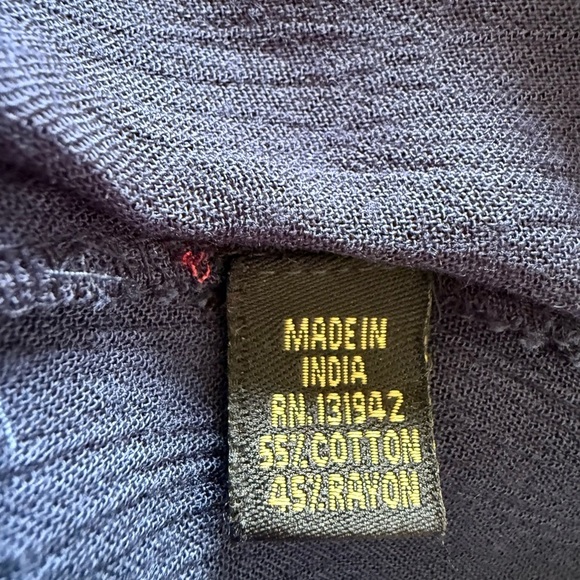 MADE IN
INDIA
RN.131942
55%.COTTON
45%.RAYON